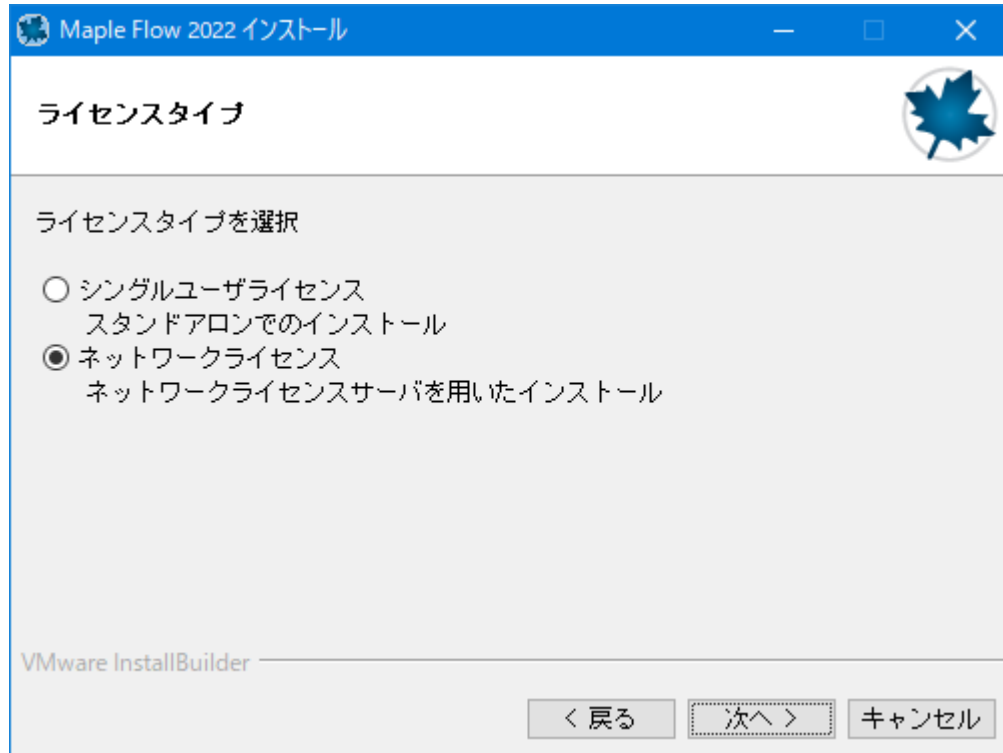 Maple Flow 2022 インストール
ライセンスタイプ
ライセンスタイプを選択
シングルユーザライセンス
スタンドアロンでのインストール
ネットワークライセンス
ネットワークライセンスサーバを用いたインストール
VMware InstallBuilder
< 戻る 次へ > キャンセル